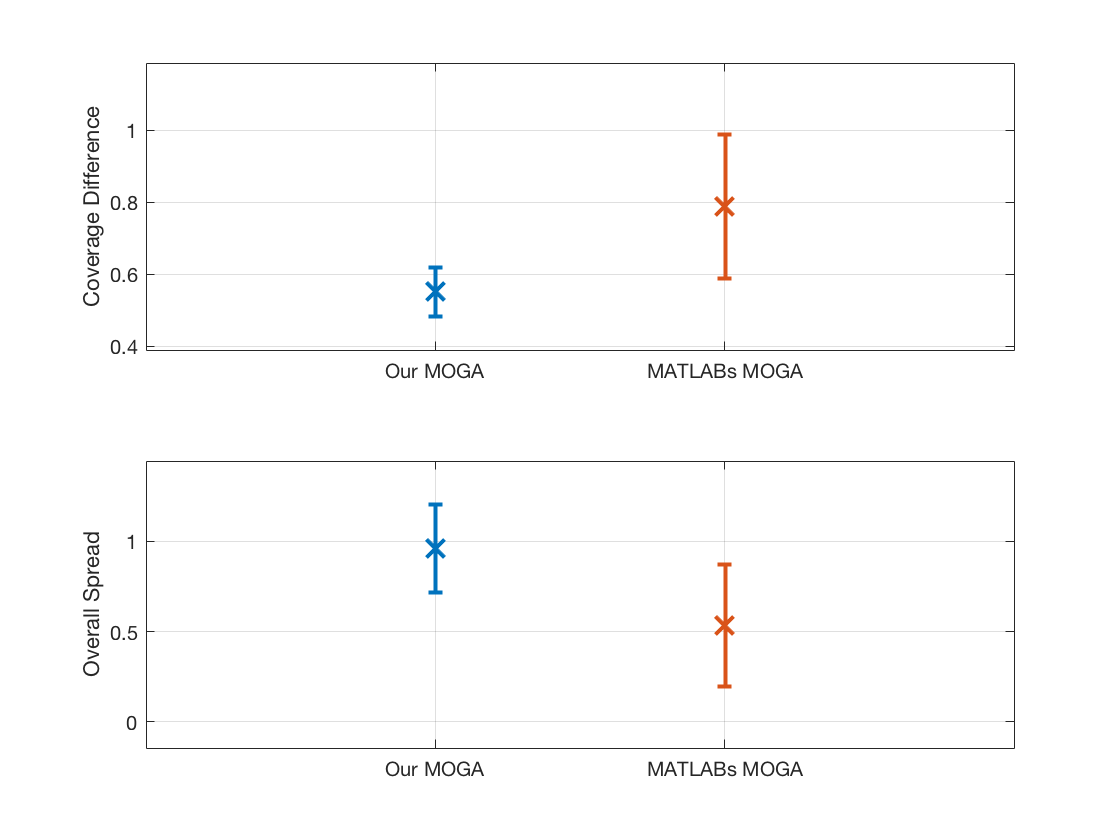 Coverage Difference
1
0.8
0.6
0.4
Our MOGA MATLABs MOGA
Overall Spread
1
0.5
0
Our MOGA MATLABs MOGA